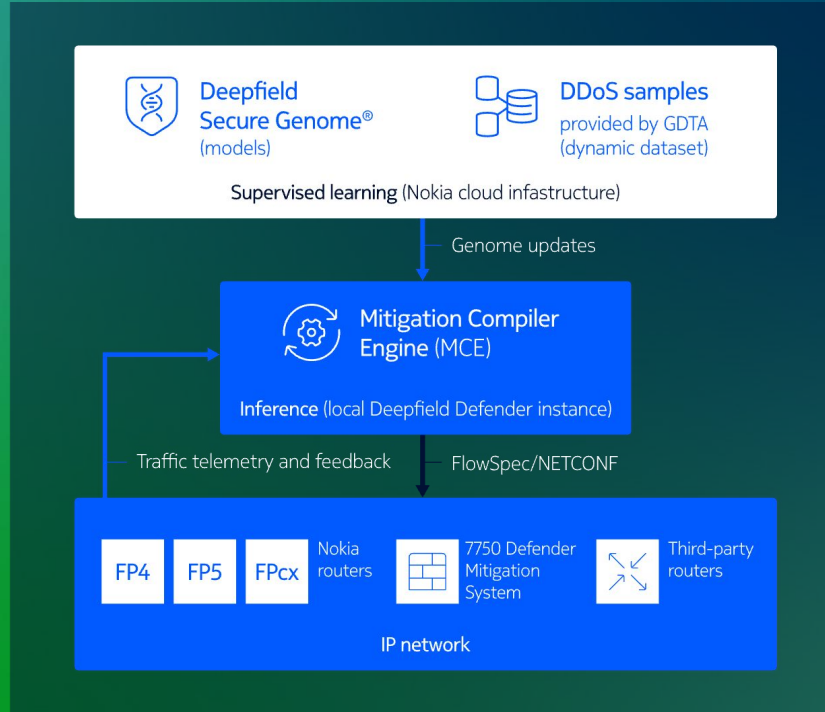 Deepfield
Secure Genome®
(models)
DDoS samples
provided by GDTA
(dynamic dataset)
Supervised learning (Nokia cloud infastructure)
Genome updates
Mitigation Compiler
Engine (MCE)
Inference (local Deepfield Defender instance)
Traffic telemetry and feedback
FlowSpec/NETCONF
FP4
FP5
FPcx
Nokia
routers
7750 Defender
Mitigation
System
Third-party
routers
IP network